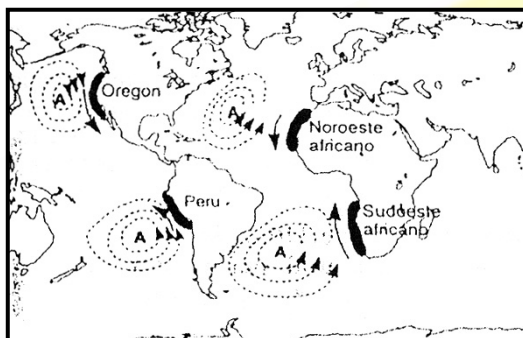 A
Oregon
A
Noroeste
africano
Peru
A
Sudoeste
africano
A